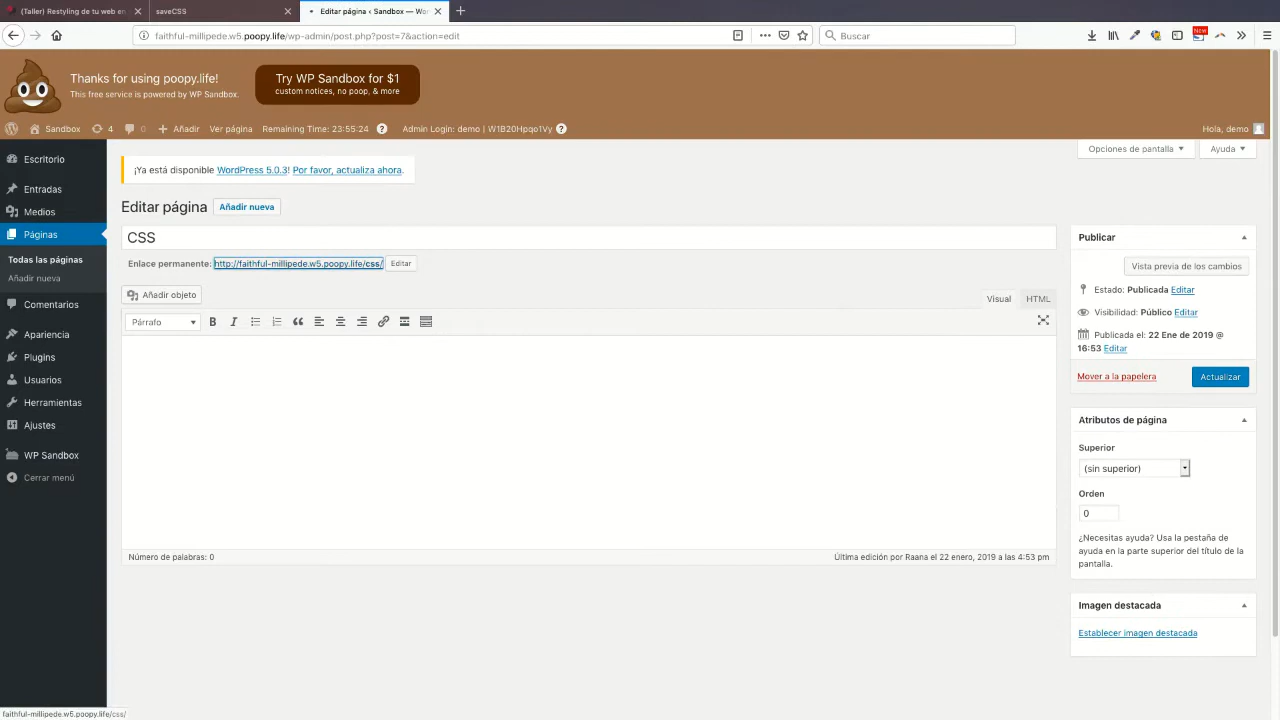 (Taller) Restyling de tu web en
saveCSS
Editar página ‹ Sandbox — Wor
faithful-millipede.w5.poopy.life/wp-admin/post.php?post=7&action=edit
Buscar
New
Thanks for using poopy.life!
This free service is powered by WP Sandbox.
Try WP Sandbox for $1
custom notices, no poop, & more
Sandbox 4 0 Añadir Ver página Remaining Time: 23:55:24 ? Admin Login: demo | W1B20Hpqo1Vy ? Hola, demo
Escritorio
Entradas
Medios
Páginas
Todas las páginas
Añadir nueva
Comentarios
Apariencia
Plugins
Usuarios
Herramientas
Ajustes
WP Sandbox
Cerrar menú
Opciones de pantalla
Ayuda
¡Ya está disponible WordPress 5.0.3! Por favor, actualiza ahora.
Editar página
Añadir nueva
CSS
Enlace permanente: http://faithful-millipede.w5.poopy.life/css/ Editar
Añadir objeto
Visual
HTML
Párrafo
B I
Número de palabras: 0
Última edición por Raana el 22 enero, 2019 a las 4:53 pm
Publicar
Vista previa de los cambios
Estado: Publicada Editar
Visibilidad: Público Editar
Publicada el: 22 Ene de 2019 @
16:53 Editar
Mover a la papelera
Actualizar
Atributos de página
Superior
(sin superior)
Orden
0
¿Necesitas ayuda? Usa la pestaña de
ayuda en la parte superior del título de la
pantalla.
Imagen destacada
Establecer imagen destacada
faithful-millipede.w5.poopy.life/css/